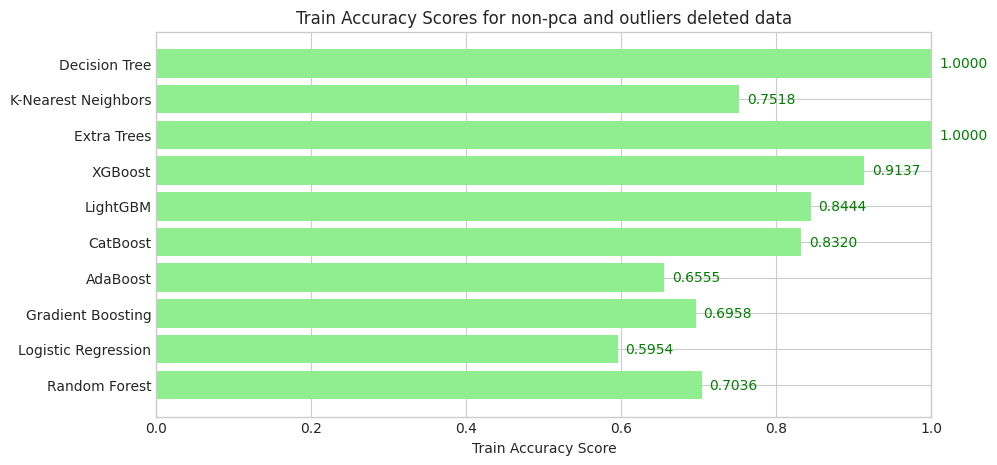 Train Accuracy Scores for non-pca and outliers deleted data
Decision Tree 1.0000
K-Nearest Neighbors 0.7518
Extra Trees 1.0000
XGBoost 0.9137
LightGBM 0.8444
CatBoost 0.8320
AdaBoost 0.6555
Gradient Boosting 0.6958
Logistic Regression 0.5954
Random Forest 0.7036
0.0 0.2 0.4 0.6 0.8 1.0
Train Accuracy Score